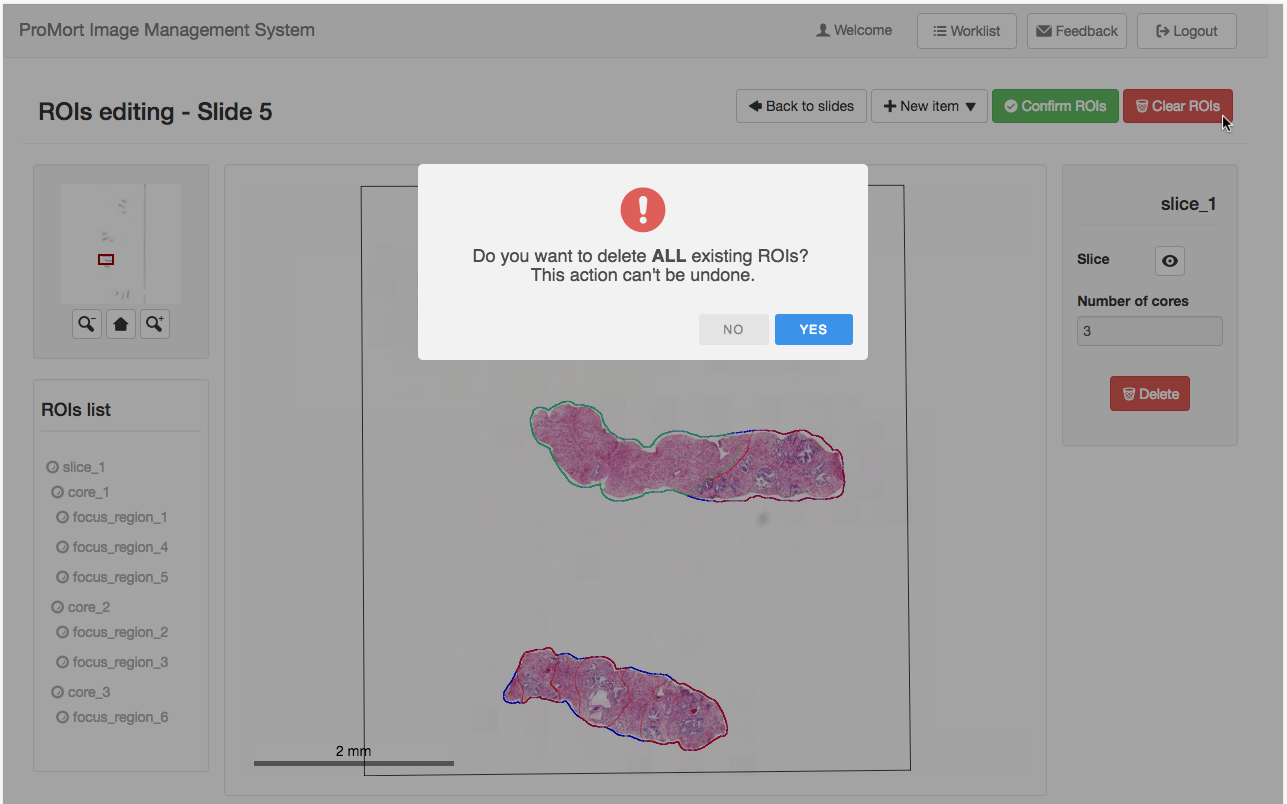 ProMort Image Management System
Welcome
Worklist
Feedback
Logout
ROIs editing - Slide 5
Back to slides
New item
Confirm ROIs
Clear ROIs
Do you want to delete ALL existing ROIs?
This action can't be undone.
NO
YES
ROIs list
slice_1
core_1
focus_region_1
focus_region_4
focus_region_5
core_2
focus_region_2
focus_region_3
core_3
focus_region_6
2 mm
slice_1
Slice
Number of cores
3
Delete